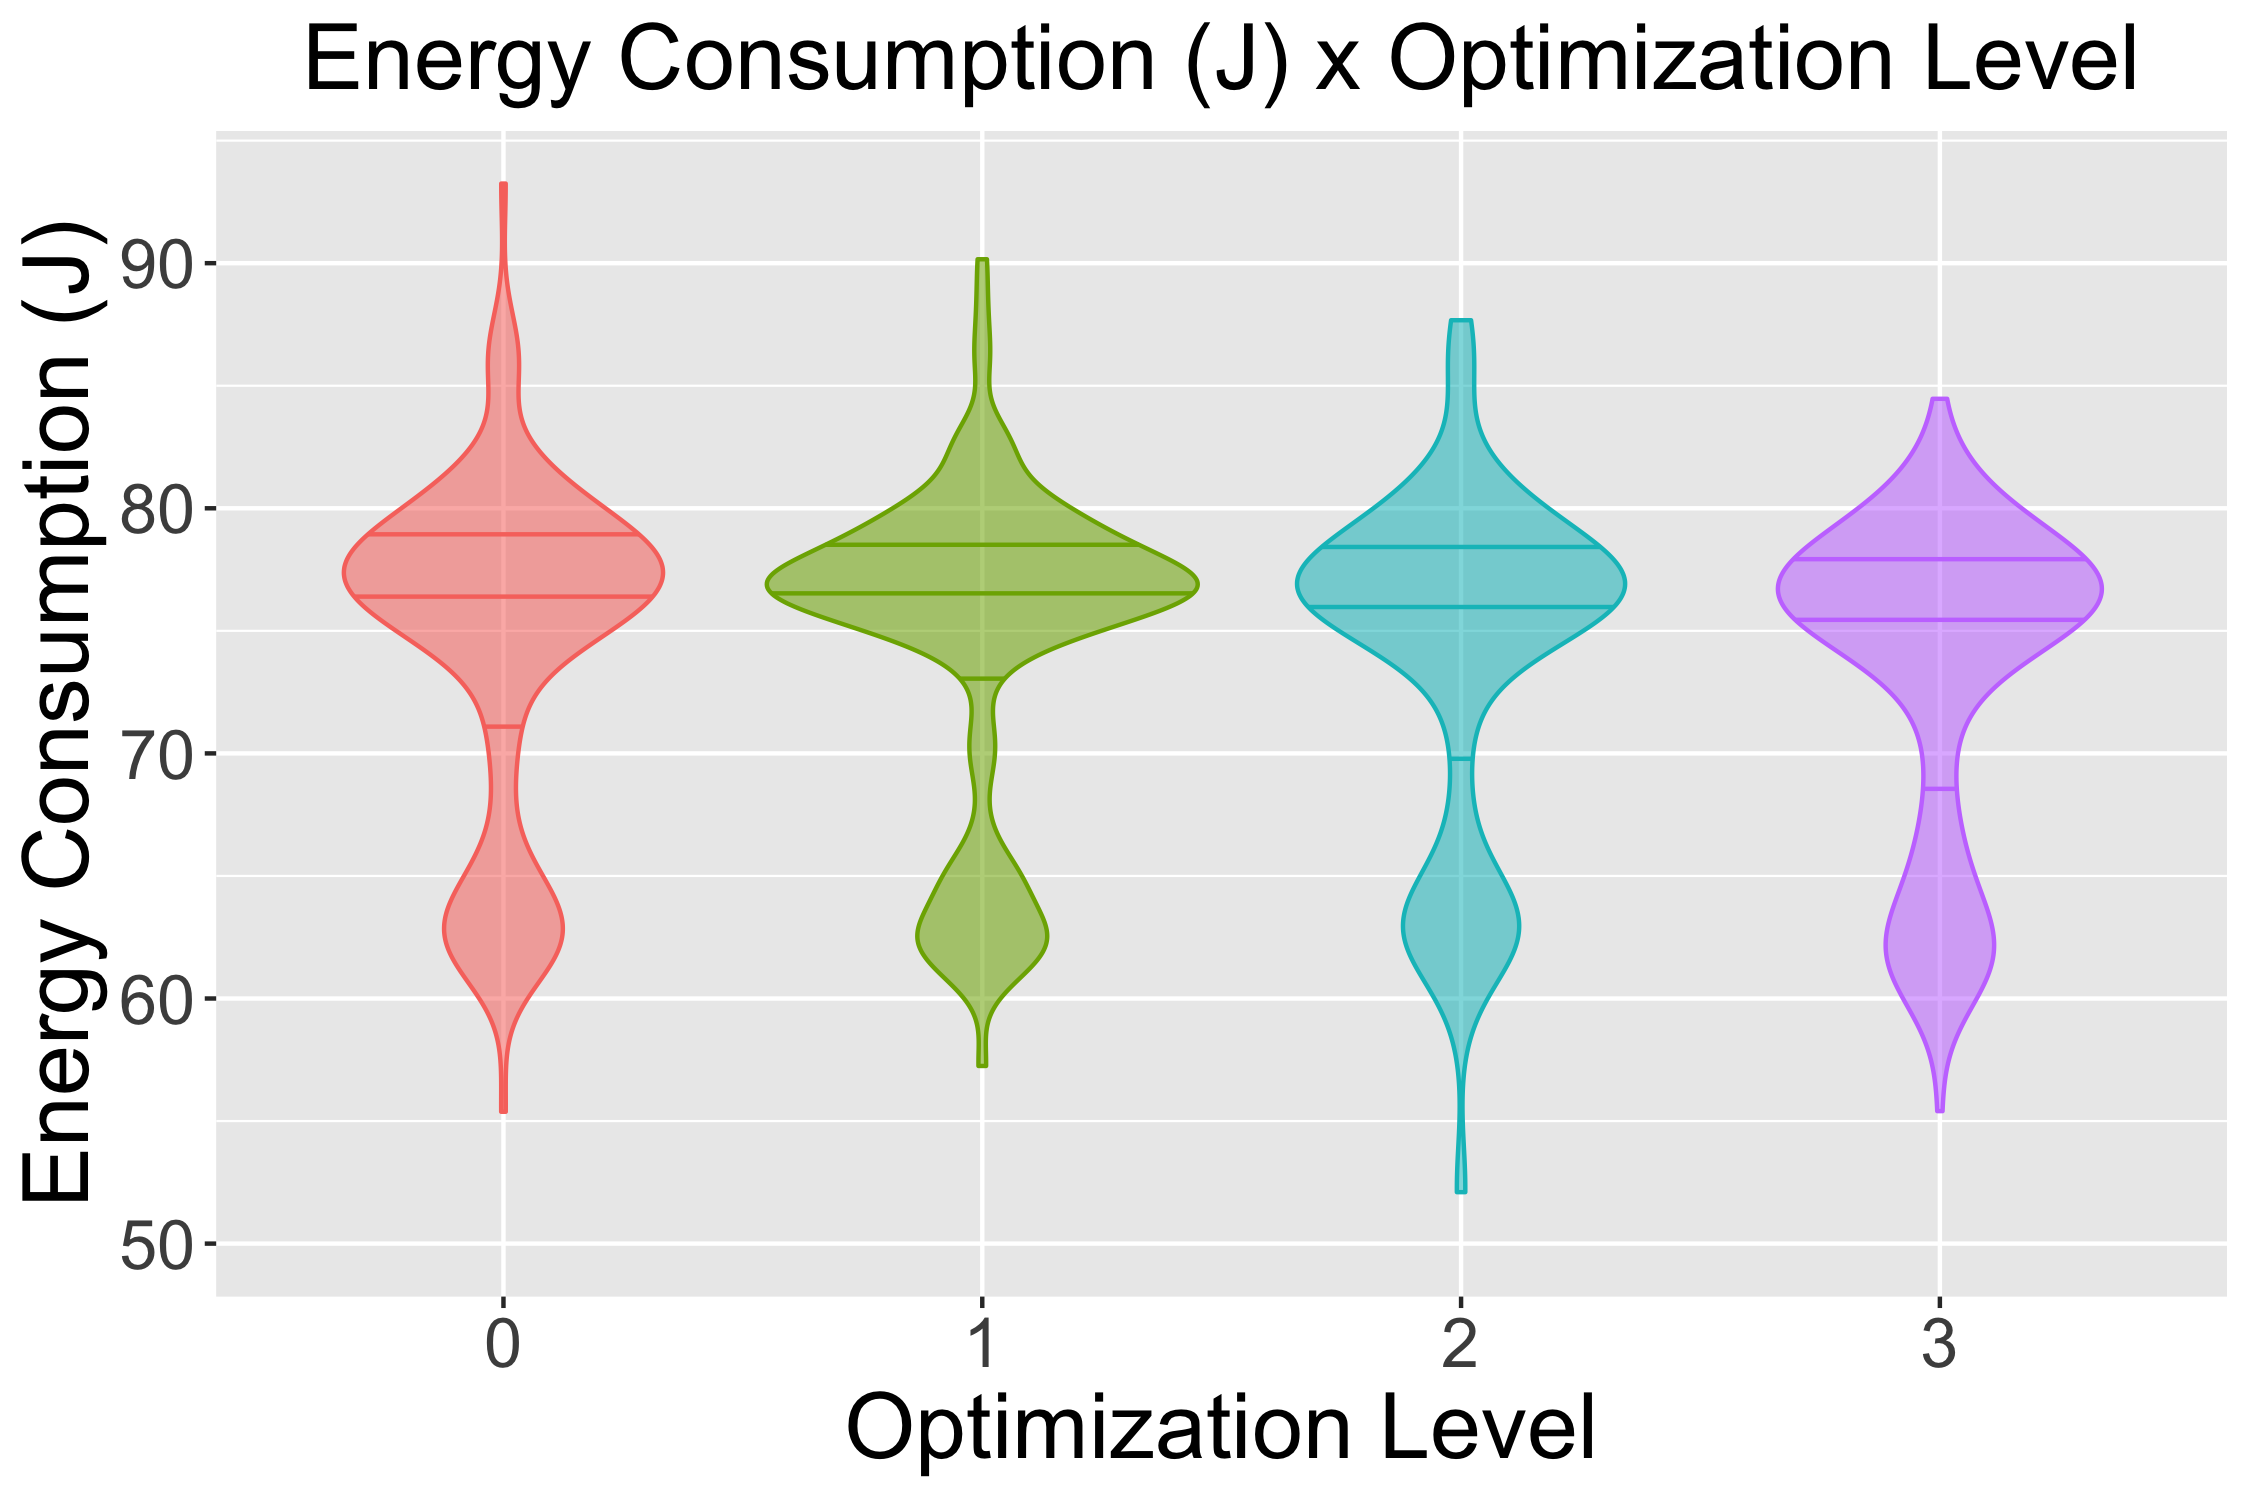 Energy Consumption (J) x Optimization Level
Energy Consumption (J)
90
80
70
60
50
0 1 2 3
Optimization Level